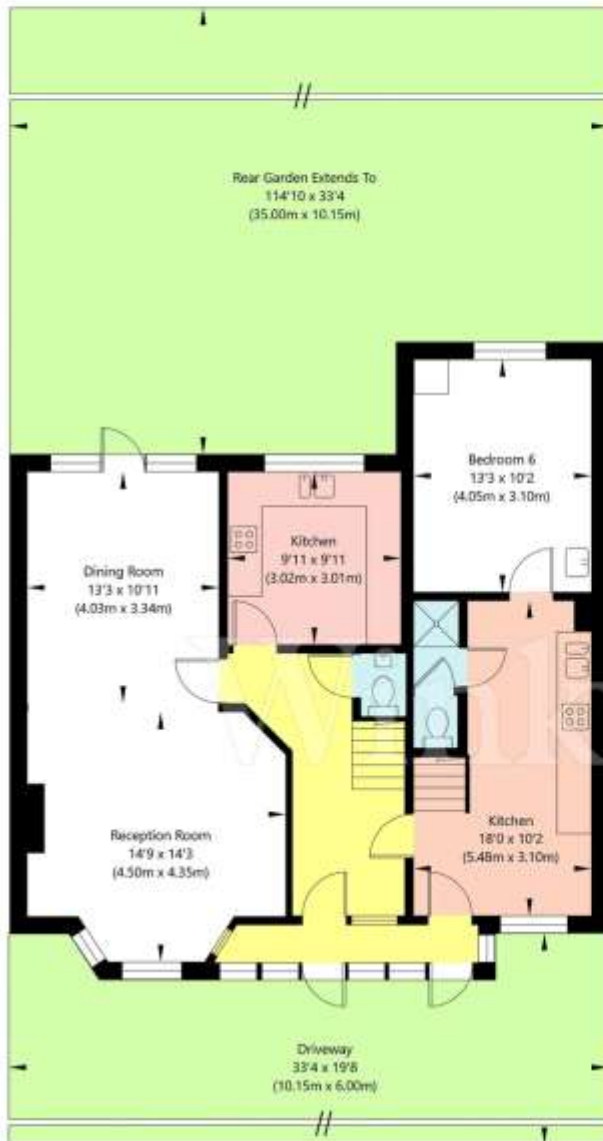 Rear Garden Extends To
114'10 x 33'4
(35.00m x 10.15m)
Bedroom 6
13'3 x 10'2
(4.05m x 3.10m)
Kitchen
9'11 x 9'11
(3.02m x 3.01m)
Dining Room
13'3 x 10'11
(4.03m x 3.34m)
Wink
Kitchen
18'0 x 10'2
(5.48m x 3.10m)
Reception Room
14'9 x 14'3
(4.50m x 4.35m)
Driveway
33'4 x 19'8
(10.15m x 6.00m)